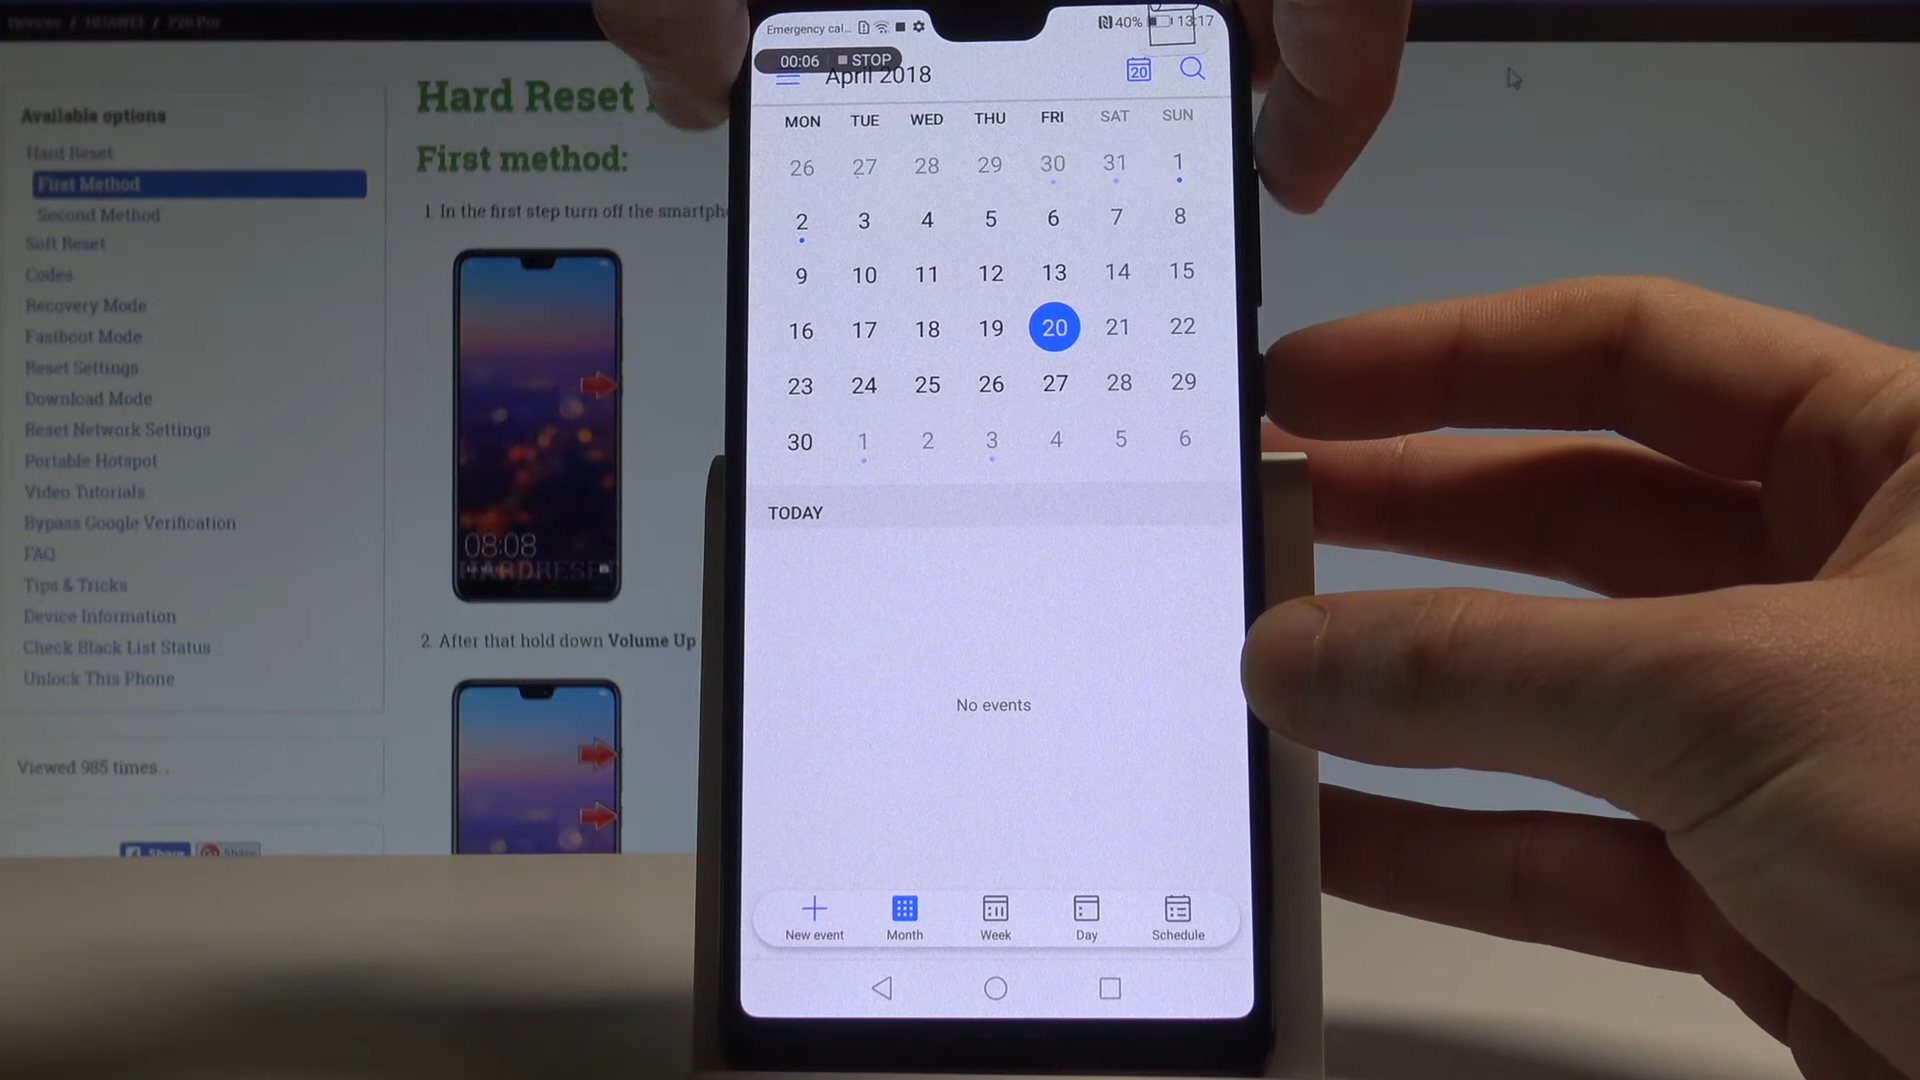 Devices / HUAWEI / P20 Pro
Available options
Hard Reset
First Method
Second Method
Soft Reset
Codes
Recovery Mode
Fastboot Mode
Reset Settings
Download Mode
Reset Network Settings
Portable Hotspot
Video Tutorials
Bypass Google Verification
FAQ
Tips & Tricks
Device Information
Check Black List Status
Unlock This Phone
Viewed 985 times
Share
Share
Hard Reset
First method:
1. In the first step turn off the
08:08
2. After that hold down Volume Up
Emergency cal... 40% 13:17
00:06 STOP
April 2018 20
MON TUE WED THU FRI SAT SUN
26 27 28 29 30 31 1
2 3 4 5 6 7 8
9 10 11 12 13 14 15
16 17 18 19 20 21 22
23 24 25 26 27 28 29
30 1 2 3 4 5 6
TODAY
No events
New event Month Week Day Schedule